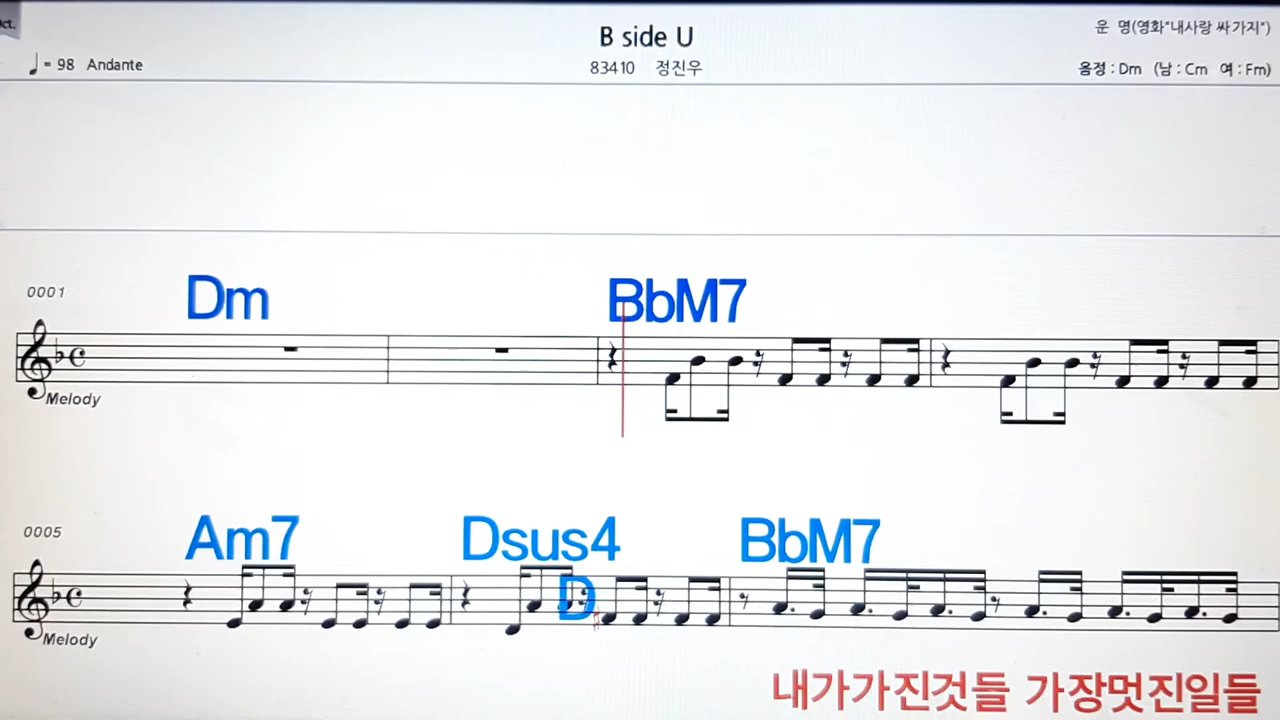 B side U
운 명(영화"내사랑 싸가지")
♩= 98 Andante
83410 정진우
음정 : Dm (남 : Cm 여 : Fm)
0001
Dm BbM7
Melody
0005
Am7 Dsus4 BbM7
D
Melody
내가가진것들 가장멋진일들